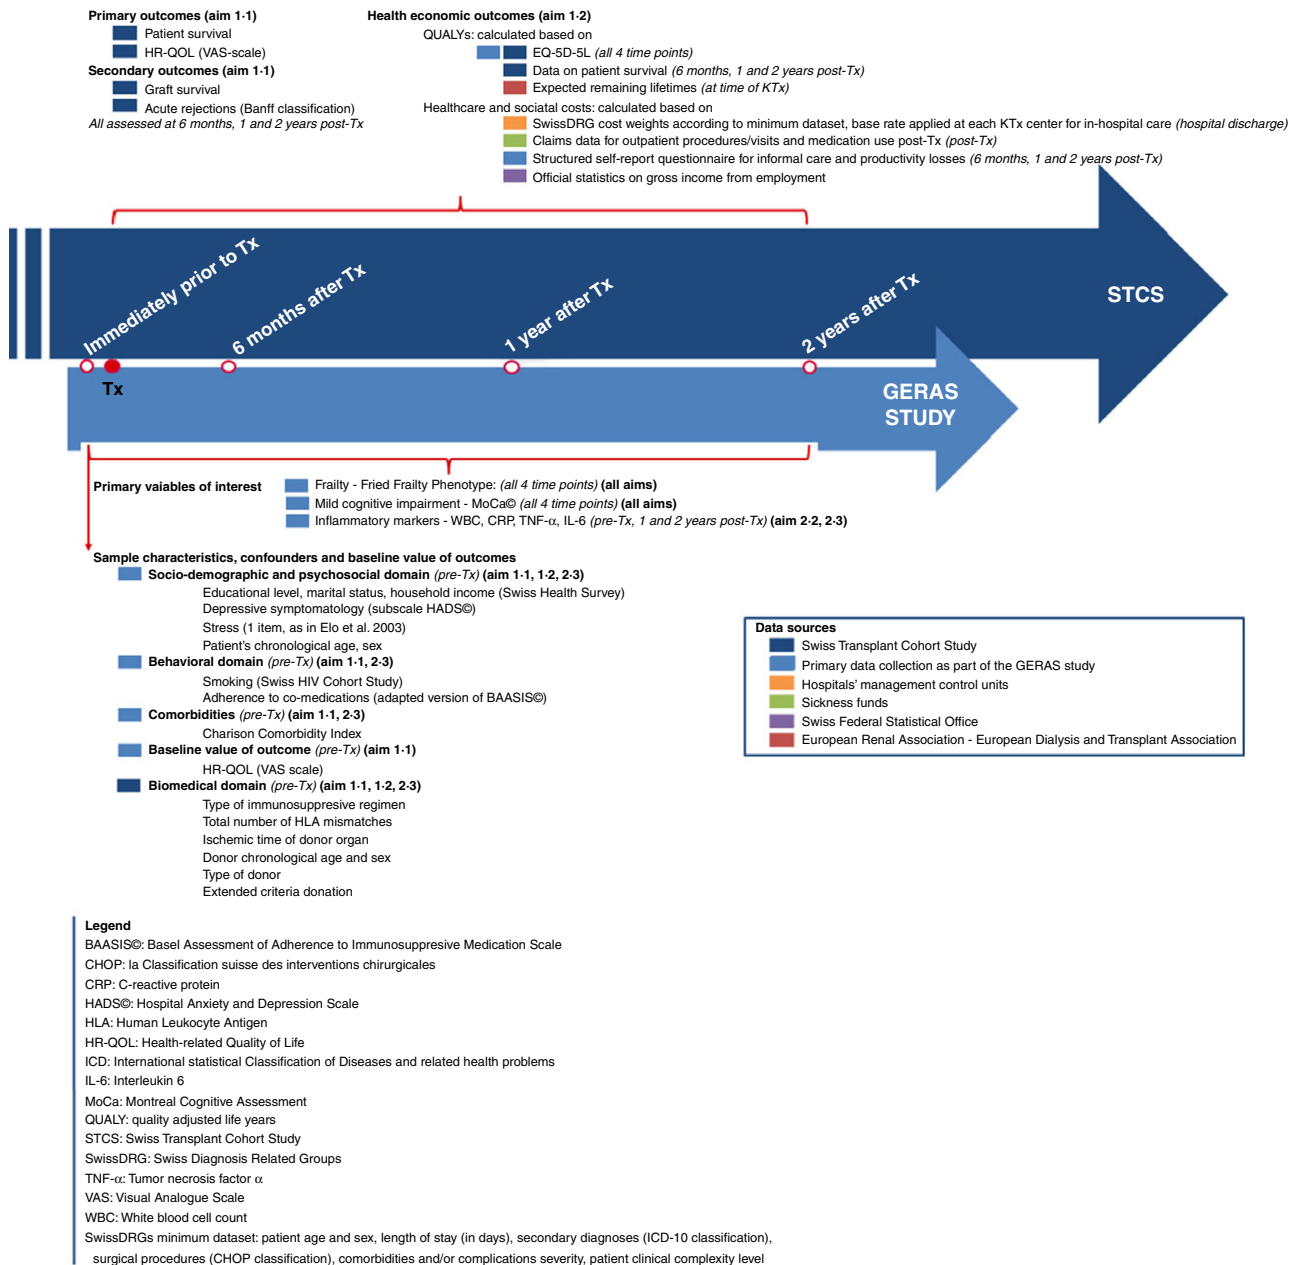 Primary outcomes (aim 1·1)
Patient survival
HR-QOL (VAS-scale)
Secondary outcomes (aim 1·1)
Graft survival
Acute rejections (Banff classification)
All assessed at 6 months, 1 and 2 years post-Tx
Health economic outcomes (aim 1·2)
QUALYs: calculated based on
EQ-5D-5L (all 4 time points)
Data on patient survival (6 months, 1 and 2 years post-Tx)
Expected remaining lifetimes (at time of KTx)
Healthcare and sociatal costs: calculated based on
SwissDRG cost weights according to minimum dataset, base rate applied at each KTx center for in-hospital care (hospital discharge)
Claims data for outpatient procedures/visits and medication use post-Tx (post-Tx)
Structured self-report questionnaire for informal care and productivity losses (6 months, 1 and 2 years post-Tx)
Official statistics on gross income from employment
Immediately prior to Tx
6 months after Tx
1 year after Tx
2 years after Tx
STCS
Tx
GERAS
STUDY
Primary vaiables of interest
Frailty - Fried Frailty Phenotype: (all 4 time points) (all aims)
Mild cognitive impairment - MoCa© (all 4 time points) (all aims)
Inflammatory markers - WBC, CRP, TNF-α, IL-6 (pre-Tx, 1 and 2 years post-Tx) (aim 2·2, 2·3)
Sample characteristics, confounders and baseline value of outcomes
Socio-demographic and psychosocial domain (pre-Tx) (aim 1·1, 1·2, 2·3)
Educational level, marital status, household income (Swiss Health Survey)
Depressive symptomatology (subscale HADS©)
Stress (1 item, as in Elo et al. 2003)
Patient's chronological age, sex
Behavioral domain (pre-Tx) (aim 1·1, 2·3)
Smoking (Swiss HIV Cohort Study)
Adherence to co-medications (adapted version of BAASIS©)
Comorbidities (pre-Tx) (aim 1·1, 2·3)
Charison Comorbidity Index
Baseline value of outcome (pre-Tx) (aim 1·1)
HR-QOL (VAS scale)
Biomedical domain (pre-Tx) (aim 1·1, 1·2, 2·3)
Type of immunosuppresive regimen
Total number of HLA mismatches
Ischemic time of donor organ
Donor chronological age and sex
Type of donor
Extended criteria donation
Data sources
Swiss Transplant Cohort Study
Primary data collection as part of the GERAS study
Hospitals' management control units
Sickness funds
Swiss Federal Statistical Office
European Renal Association - European Dialysis and Transplant Association
Legend
BAASIS©: Basel Assessment of Adherence to Immunosuppresive Medication Scale
CHOP: la Classification suisse des interventions chirurgicales
CRP: C-reactive protein
HADS©: Hospital Anxiety and Depression Scale
HLA: Human Leukocyte Antigen
HR-QOL: Health-related Quality of Life
ICD: International statistical Classification of Diseases and related health problems
IL-6: Interleukin 6
MoCa: Montreal Cognitive Assessment
QUALY: quality adjusted life years
STCS: Swiss Transplant Cohort Study
SwissDRG: Swiss Diagnosis Related Groups
TNF-α: Tumor necrosis factor α
VAS: Visual Analogue Scale
WBC: White blood cell count
SwissDRGs minimum dataset: patient age and sex, length of stay (in days), secondary diagnoses (ICD-10 classification),
surgical procedures (CHOP classification), comorbidities and/or complications severity, patient clinical complexity level